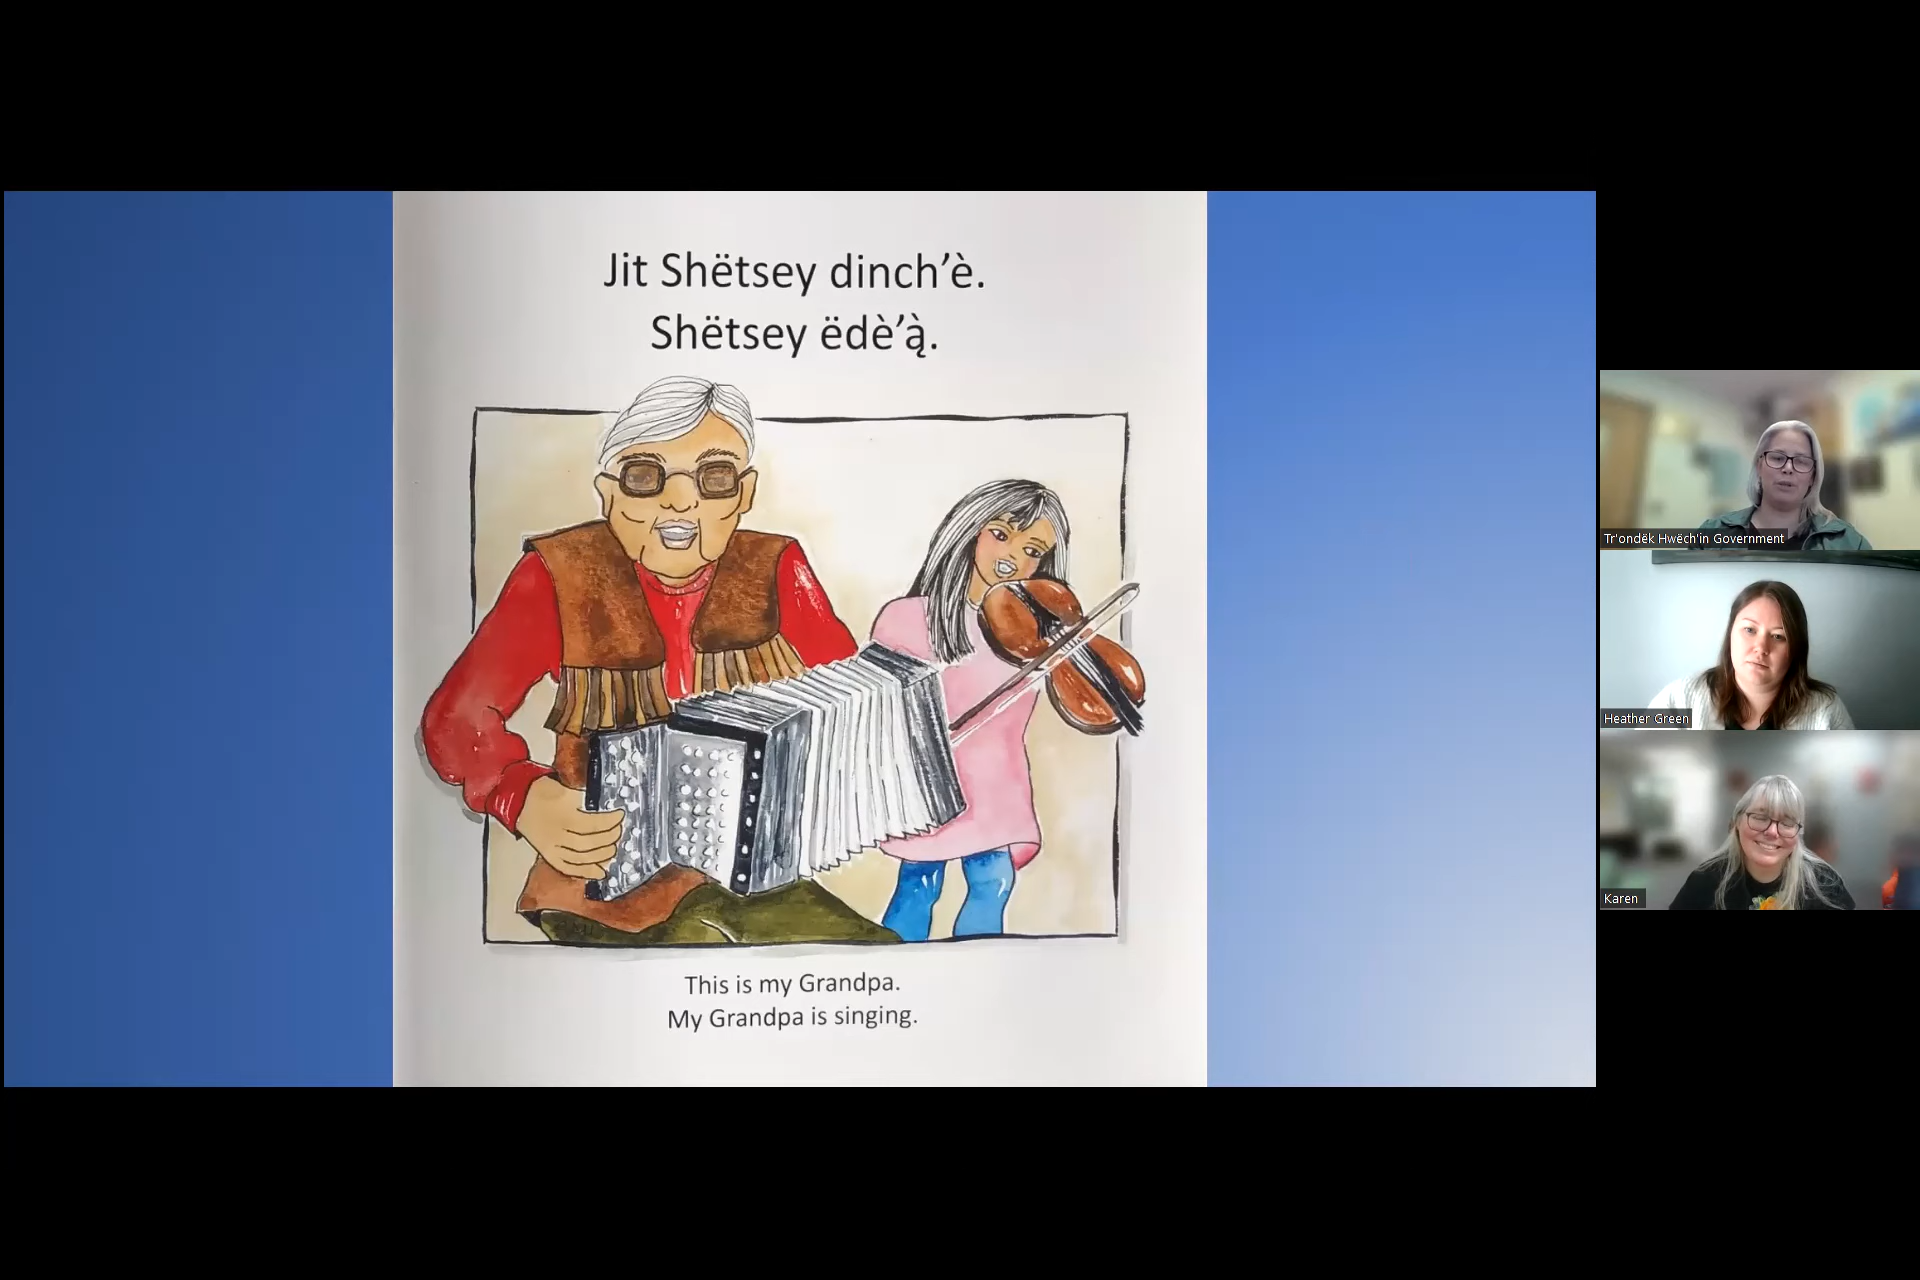 Jit Shëtsey dinch’è.
Shëtsey ëdè’ą̀.
This is my Grandpa.
My Grandpa is singing.
Tr'ondëk Hwëch'in Government
Heather Green
Karen